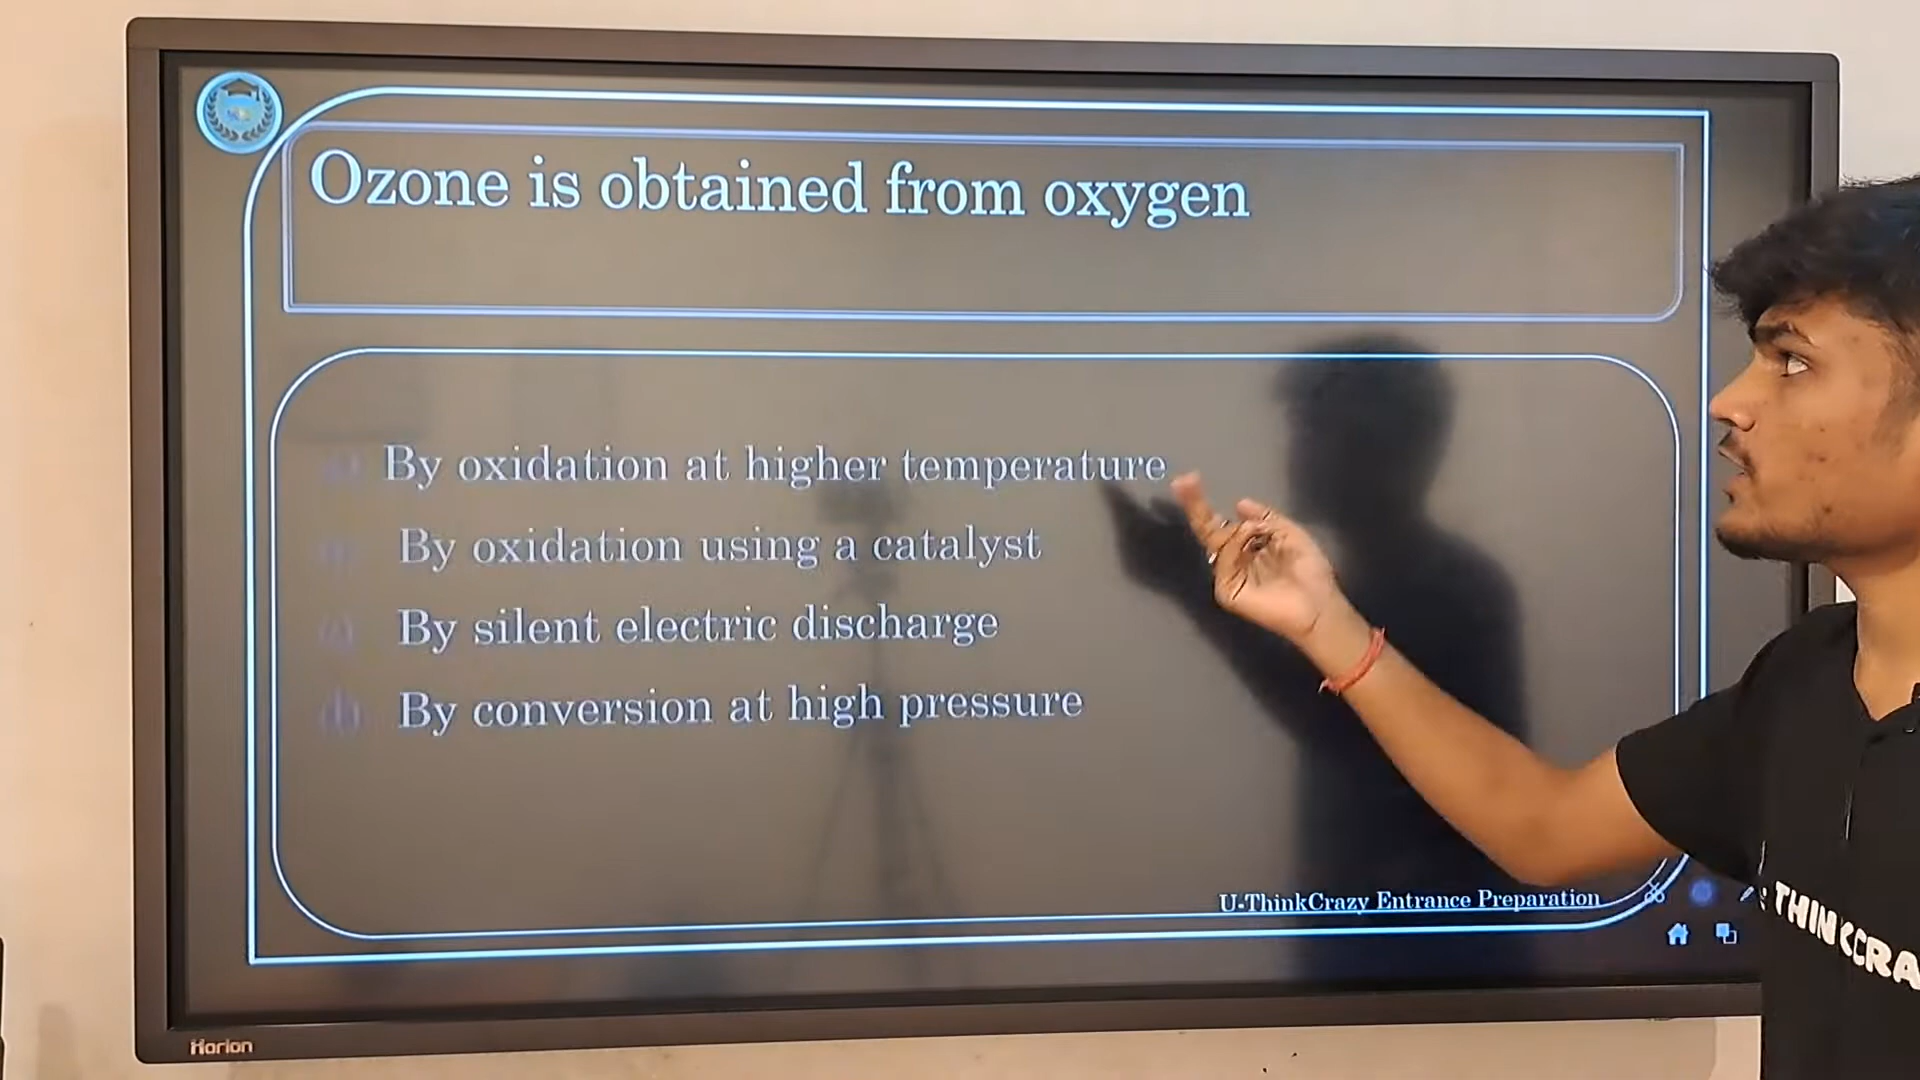 Ozone is obtained from oxygen
By oxidation at higher temperature
By oxidation using a catalyst
By silent electric discharge
By conversion at high pressure
U-ThinkCrazy Entrance Preparation
Horion